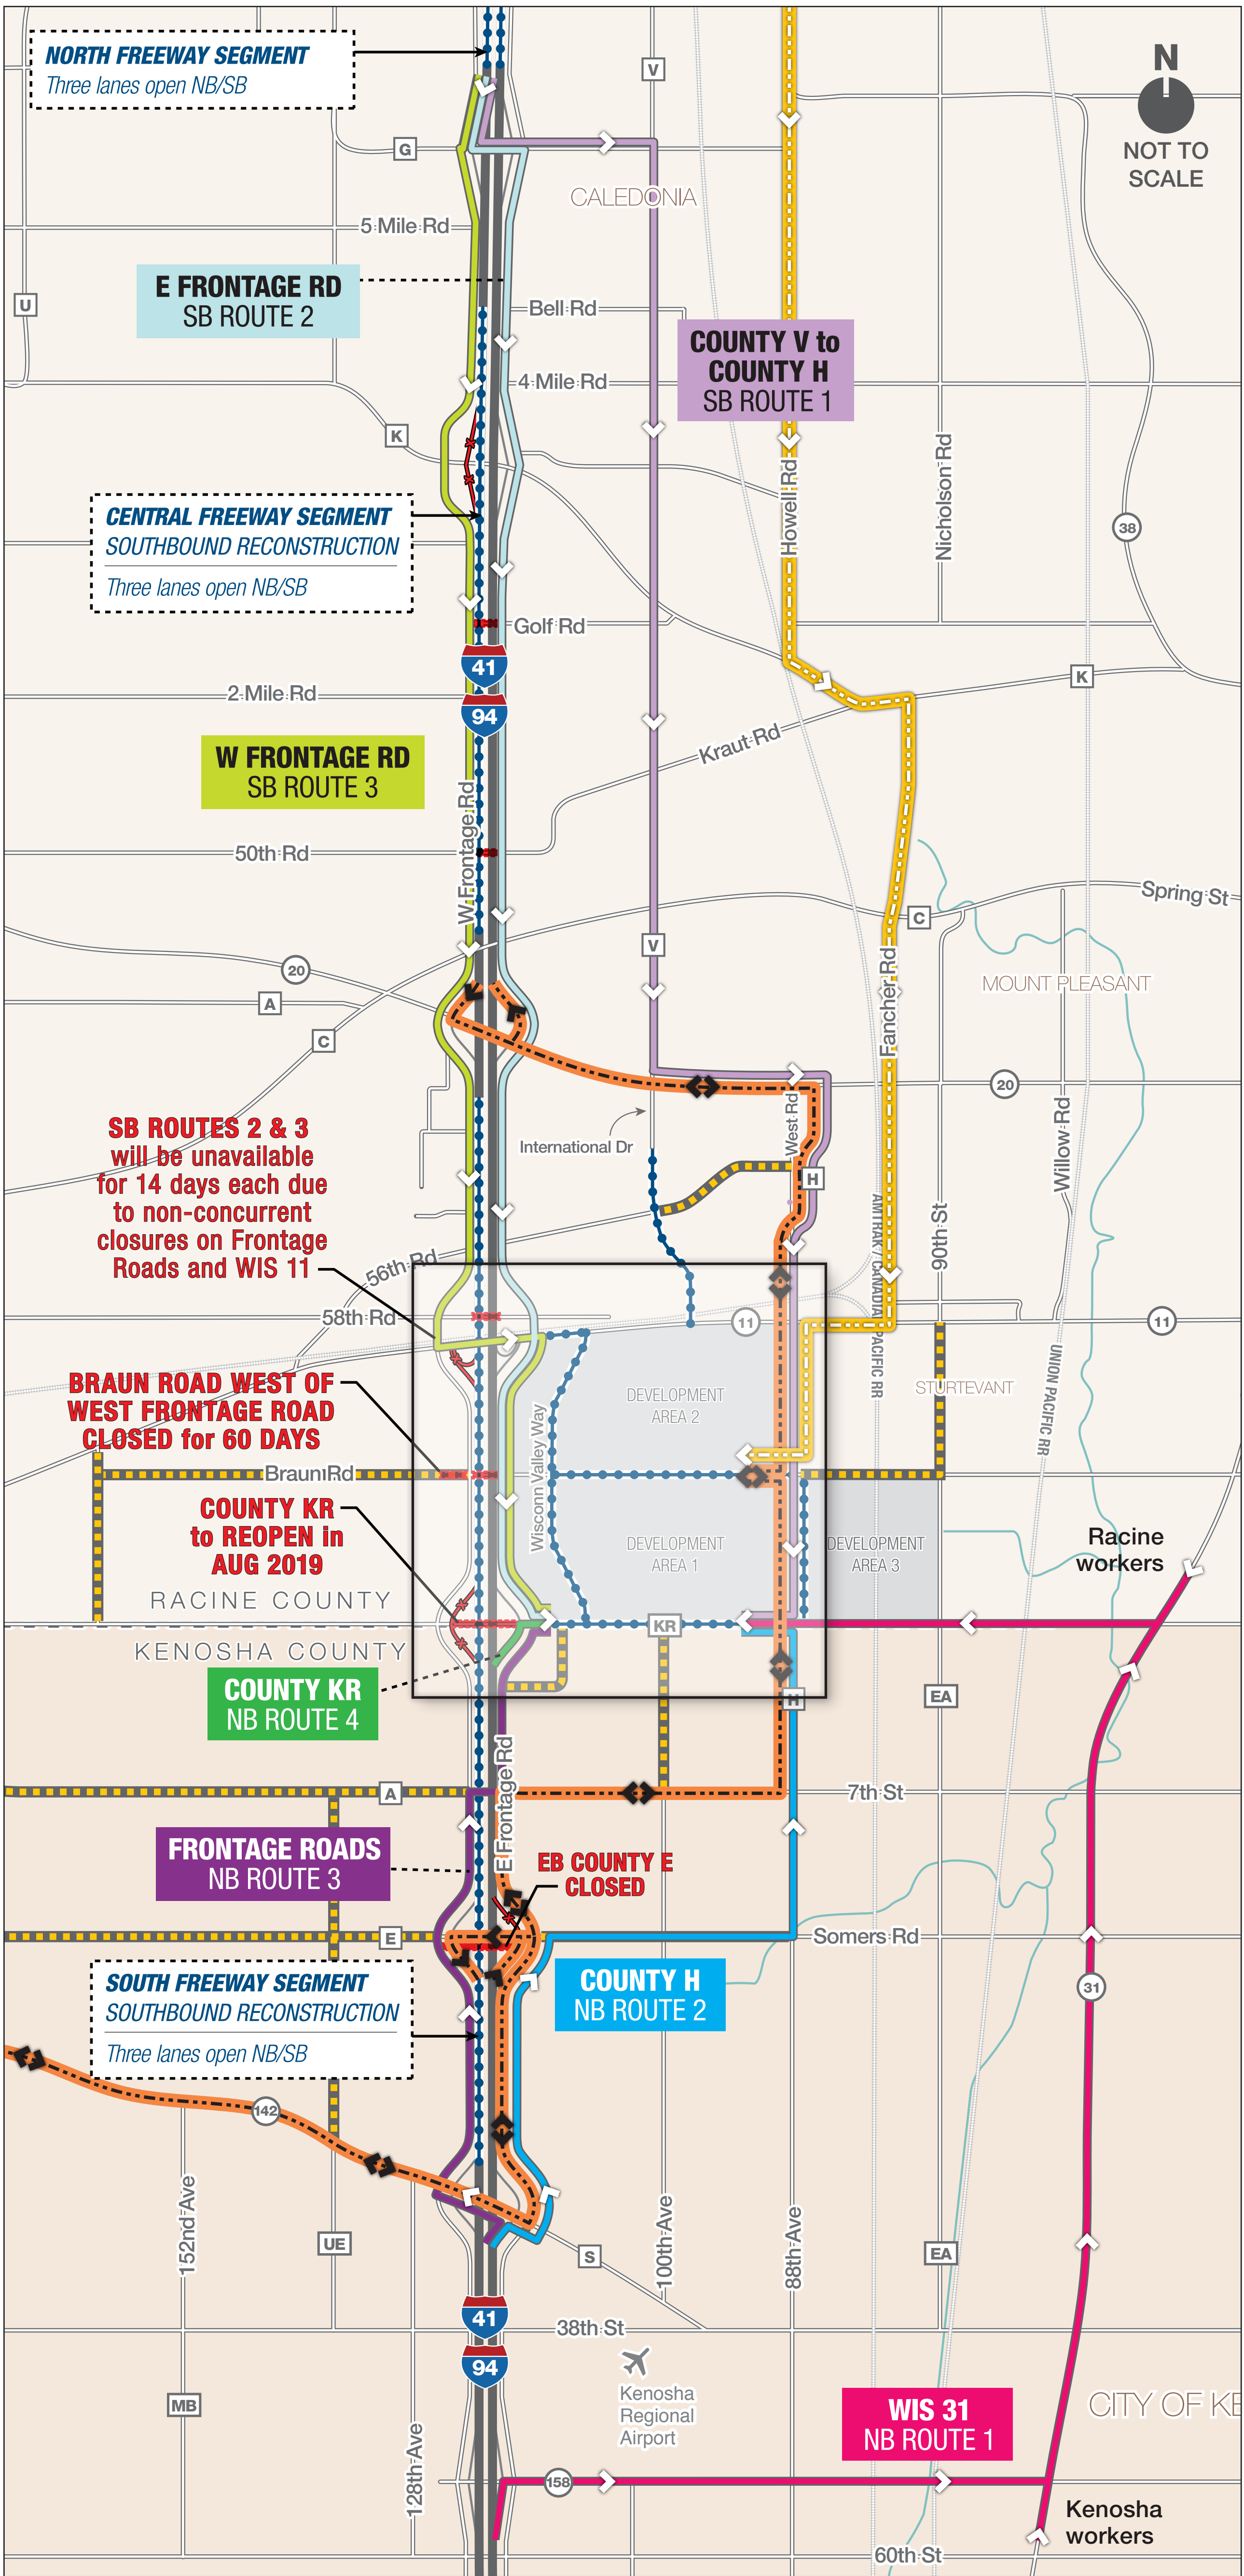 NORTH FREEWAY SEGMENT
Three lanes open NB/SB
V
N
NOT TO
SCALE
G
CALEDONIA
5 Mile Rd
E FRONTAGE RD
SB ROUTE 2
U
Bell Rd
COUNTY V to
COUNTY H
SB ROUTE 1
4 Mile Rd
K
Howell Rd
Nicholson Rd
38
CENTRAL FREEWAY SEGMENT
SOUTHBOUND RECONSTRUCTION
Three lanes open NB/SB
Golf Rd
41
K
2 Mile Rd
94
Kraut Rd
W FRONTAGE RD
SB ROUTE 3
W Frontage Rd
50th Rd
Spring St
C
V
Fancher Rd
20
MOUNT PLEASANT
A
C
20
SB ROUTES 2 & 3
will be unavailable
for 14 days each due
to non-concurrent
closures on Frontage
Roads and WIS 11
International Dr
West Rd
Willow Rd
H
AMTRAK / CANADIAN PACIFIC RR
90th St
56th Rd
58th Rd
11
11
UNION PACIFIC RR
BRAUN ROAD WEST OF
WEST FRONTAGE ROAD
CLOSED for 60 DAYS
DEVELOPMENT
AREA 2
STURTEVANT
Wisconn Valley Way
Braun Rd
COUNTY KR
to REOPEN in
AUG 2019
DEVELOPMENT
AREA 1
DEVELOPMENT
AREA 3
Racine
workers
RACINE COUNTY
KR
KENOSHA COUNTY
COUNTY KR
NB ROUTE 4
H
EA
E Frontage Rd
A
7th St
FRONTAGE ROADS
NB ROUTE 3
EB COUNTY E
CLOSED
E
Somers Rd
SOUTH FREEWAY SEGMENT
SOUTHBOUND RECONSTRUCTION
Three lanes open NB/SB
COUNTY H
NB ROUTE 2
31
142
152nd Ave
UE
S
100th Ave
88th Ave
EA
41
38th St
94
MB
Kenosha
Regional
Airport
WIS 31
NB ROUTE 1
CITY OF KE
128th Ave
158
Kenosha
workers
60th St